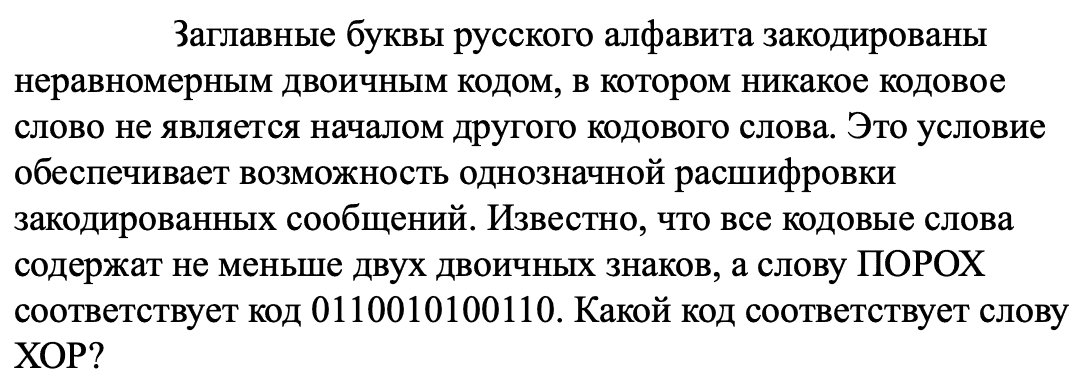 Заглавные буквы русского алфавита закодированы
неравномерным двоичным кодом, в котором никакое кодовое
слово не является началом другого кодового слова. Это условие
обеспечивает возможность однозначной расшифровки
закодированных сообщений. Известно, что все кодовые слова
содержат не меньше двух двоичных знаков, а слову ПОРОХ
соответствует код 0110010100110. Какой код соответствует слову
ХОР?